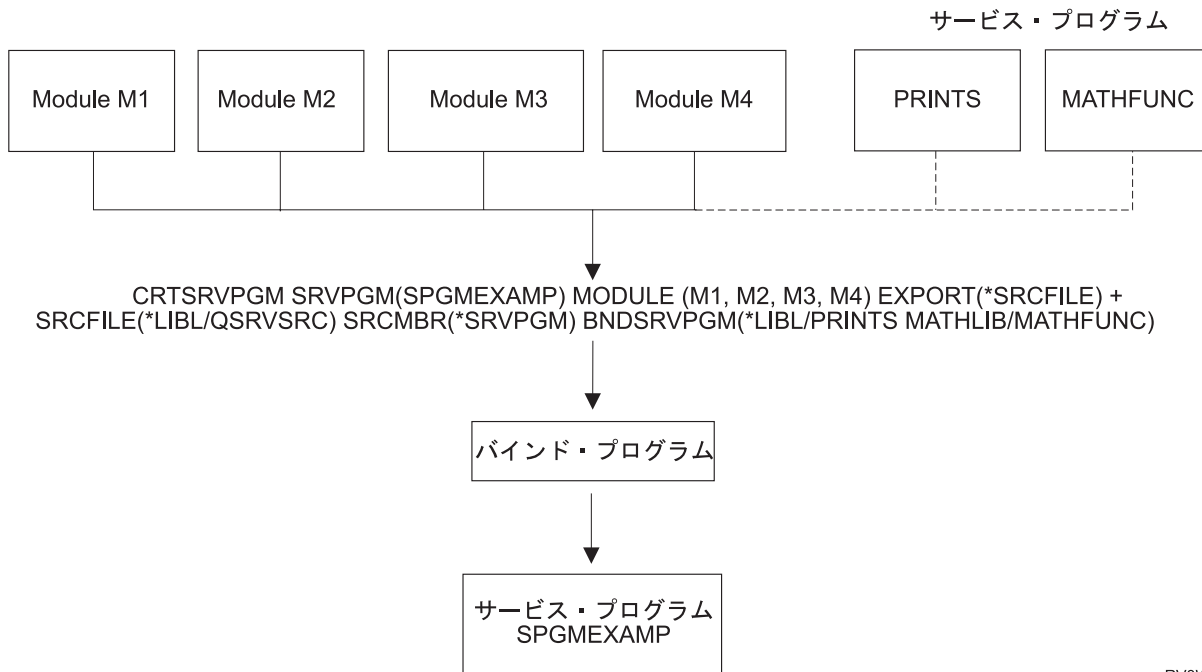 サービス・プログラム
Module M1
Module M2
Module M3
Module M4
PRINTS
MATHFUNC
CRTSRVPGM SRVPGM(SPGMEXAMP) MODULE (M1, M2, M3, M4) EXPORT(*SRCFILE) +
SRCFILE(*LIBL/QSRVSRC) SRCMBR(*SRVPGM) BNDSRVPGM(*LIBL/PRINTS MATHLIB/MATHFUNC)
バインド・プログラム
サービス・プログラム
SPGMEXAMP